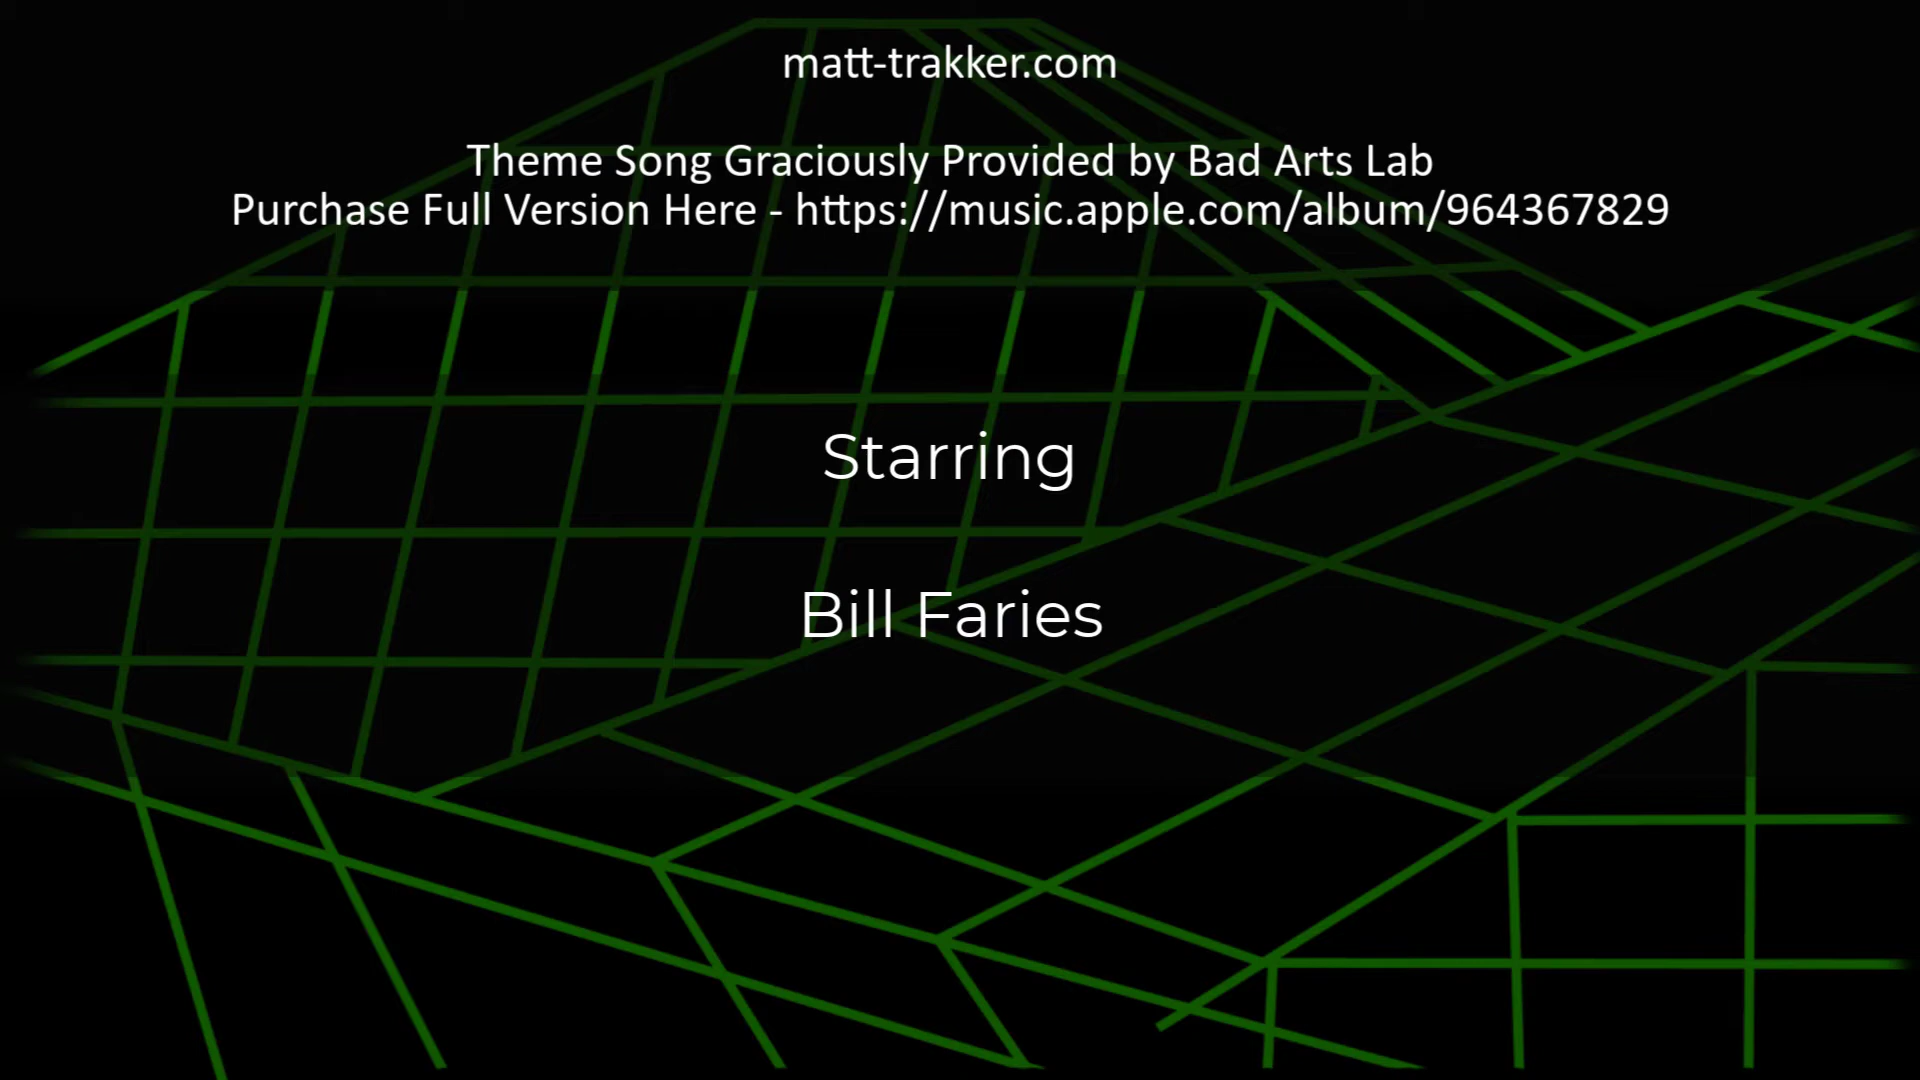 matt-trakker.com
Theme Song Graciously Provided by Bad Arts Lab
Purchase Full Version Here - https://music.apple.com/album/964367829
Starring
Bill Faries